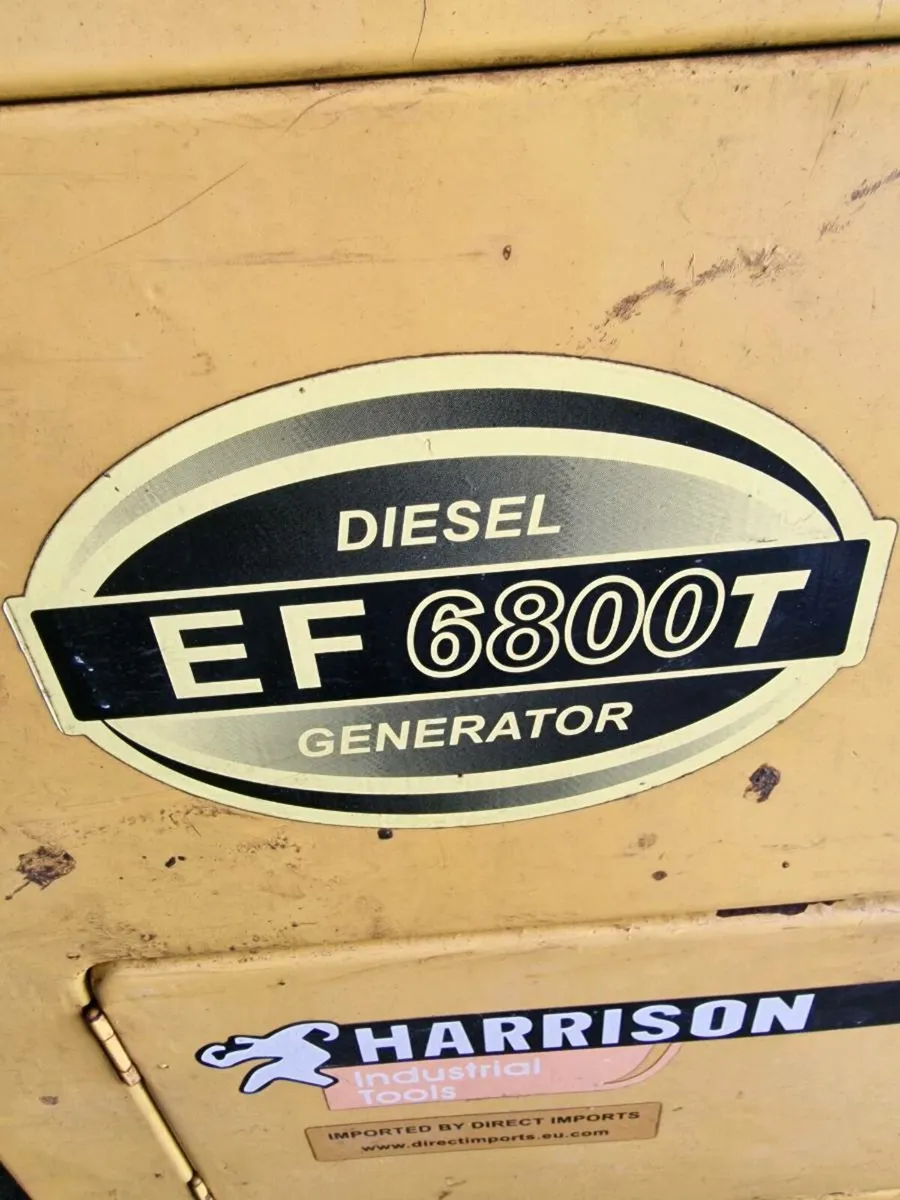 DIESEL
EF 6800T
GENERATOR
HARRISON
Industrial
Tools
IMPORTED BY DIRECT IMPORTS
www.directimports.eu.com